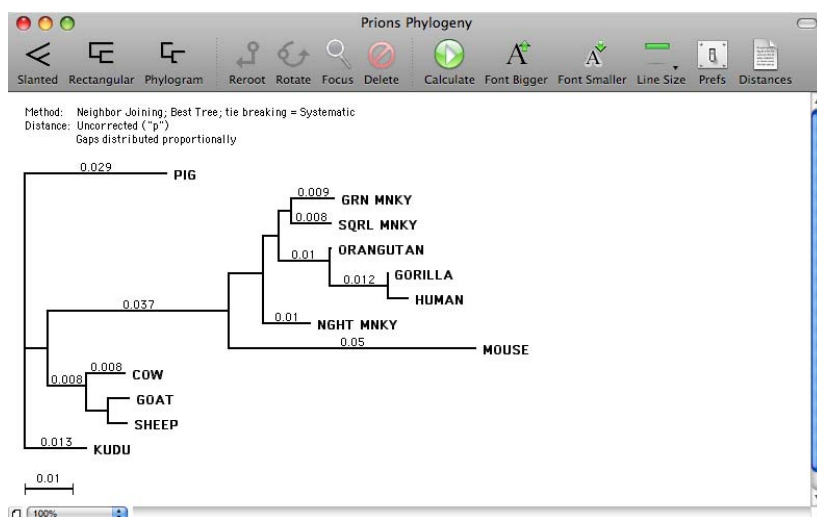 Prions Phylogeny
Slanted Rectangular Phylogram Reroot Rotate Focus Delete Calculate Font Bigger Font Smaller Line Size Prefs Distances
Method: Neighbor Joining; Best Tree; tie breaking = Systematic
Distance: Uncorrected ("p")
Gaps distributed proportionally
0.029
PIG
0.009
GRN MNKY
0.008
SQRL MNKY
ORANGUTAN
0.01
GORILLA
0.012
HUMAN
0.037
0.01
NGHT MNKY
0.05
MOUSE
0.008
COW
0.008
GOAT
SHEEP
0.013
KUDU
0.01
100%